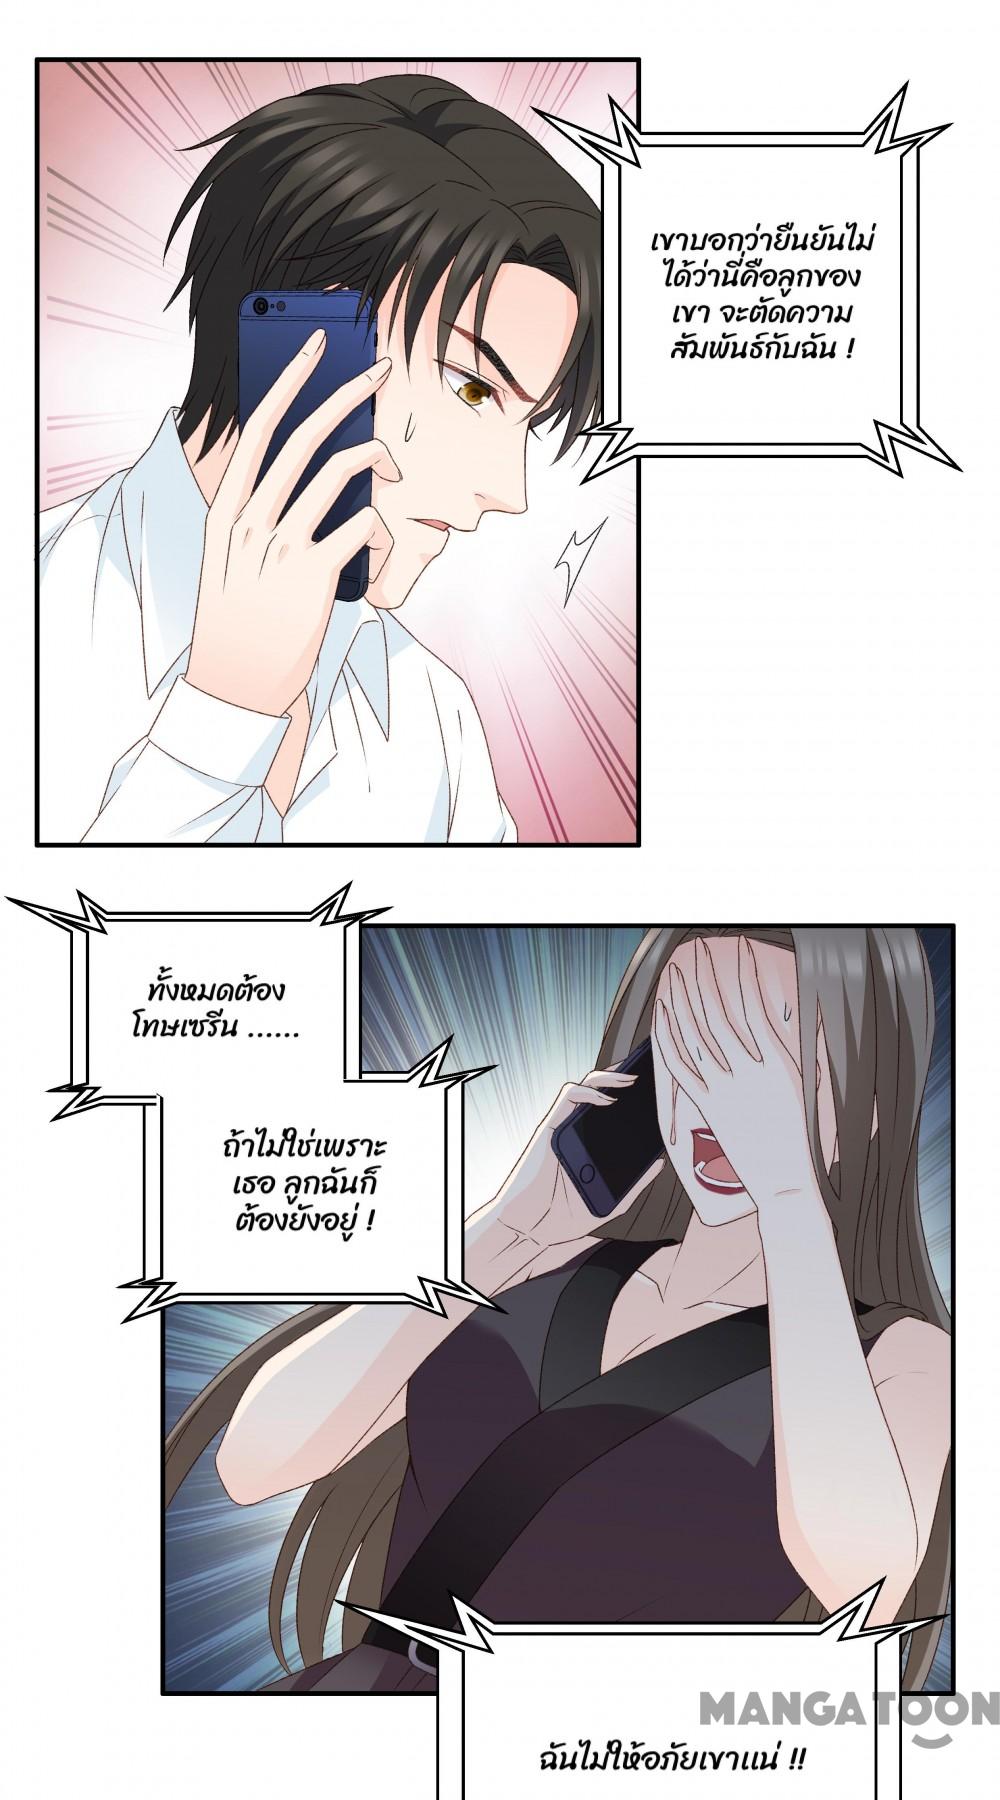 เขาบอกว่ายืนยันไม่
ได้ว่านี่คือลูกของ
เขา จะตัดความ
สัมพันธ์กับฉัน !
ทั้งหมดต้อง
โทษเซรีน ......
ถ้าไม่ใช่เพราะ
เธอ ลูกฉันก็
ต้องยังอยู่ !
MANGATOON
ฉันไม่ให้อภัยเขาแน่ !!